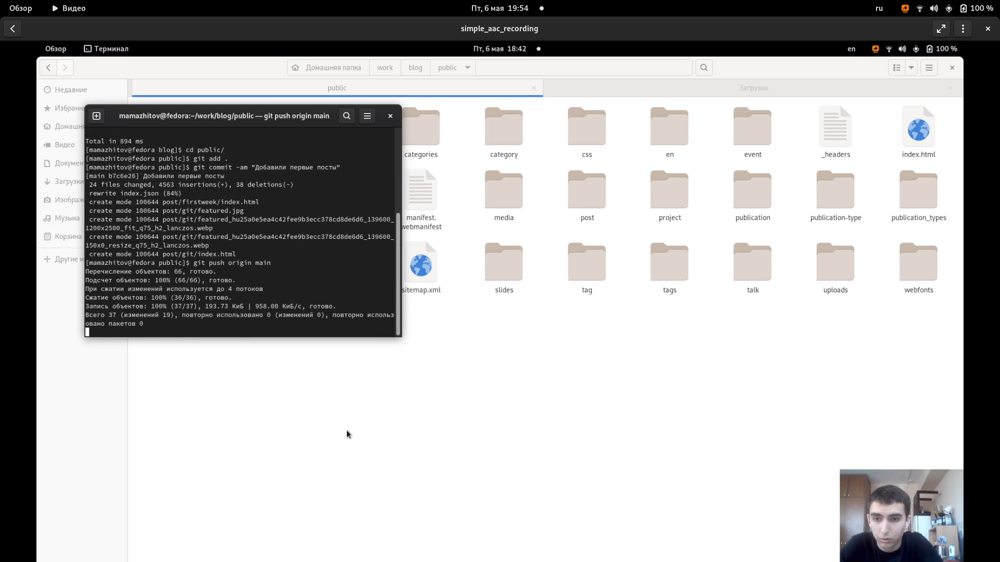 Обзор
Видео
Пт, 6 мая 19:54
ru
100 %
simple_aac_recording
Обзор
Терминал
Пт, 6 мая 18:42
en
100 %
Домашняя папка
work
blog
public
public
Загрузки
Недавние
Избранн
Домашня
Видео
Докумен
Загрузки
Изображ
Музыка
Корзина
Другие м
mamazhitov@fedora:~/work/blog/public — git push origin main
Total in 894 ms
[mamazhitov@fedora blog]$ cd public/
[mamazhitov@fedora public]$ git add .
[mamazhitov@fedora public]$ git commit -am "Добавили первые посты"
[main b7c6e26] Добавили первые посты
24 files changed, 4563 insertions(+), 38 deletions(-)
rewrite index.json (84%)
create mode 100644 post/firstweek/index.html
create mode 100644 post/git/featured.jpg
create mode 100644 post/git/featured_hu25a0e5ea4c42fee9b3ecc378cd8de6d6_139600_
1200x2500_fit_q75_h2_lanczos.webp
create mode 100644 post/git/featured_hu25a0e5ea4c42fee9b3ecc378cd8de6d6_139600_
150x0_resize_q75_h2_lanczos.webp
create mode 100644 post/git/index.html
[mamazhitov@fedora public]$ git push origin main
Перечисление объектов: 66, готово.
Подсчет объектов: 100% (66/66), готово.
При сжатии изменений используется до 4 потоков
Сжатие объектов: 100% (36/36), готово.
Запись объектов: 100% (37/37), 193.73 КиБ | 958.00 КиБ/с, готово.
Всего 37 (изменений 19), повторно использовано 0 (изменений 0), повторно использ
овано пакетов 0
categories
category
css
en
event
_headers
index.html
manifest.
webmanifest
media
post
project
publication
publication-type
publication_types
sitemap.xml
slides
tag
tags
talk
uploads
webfonts